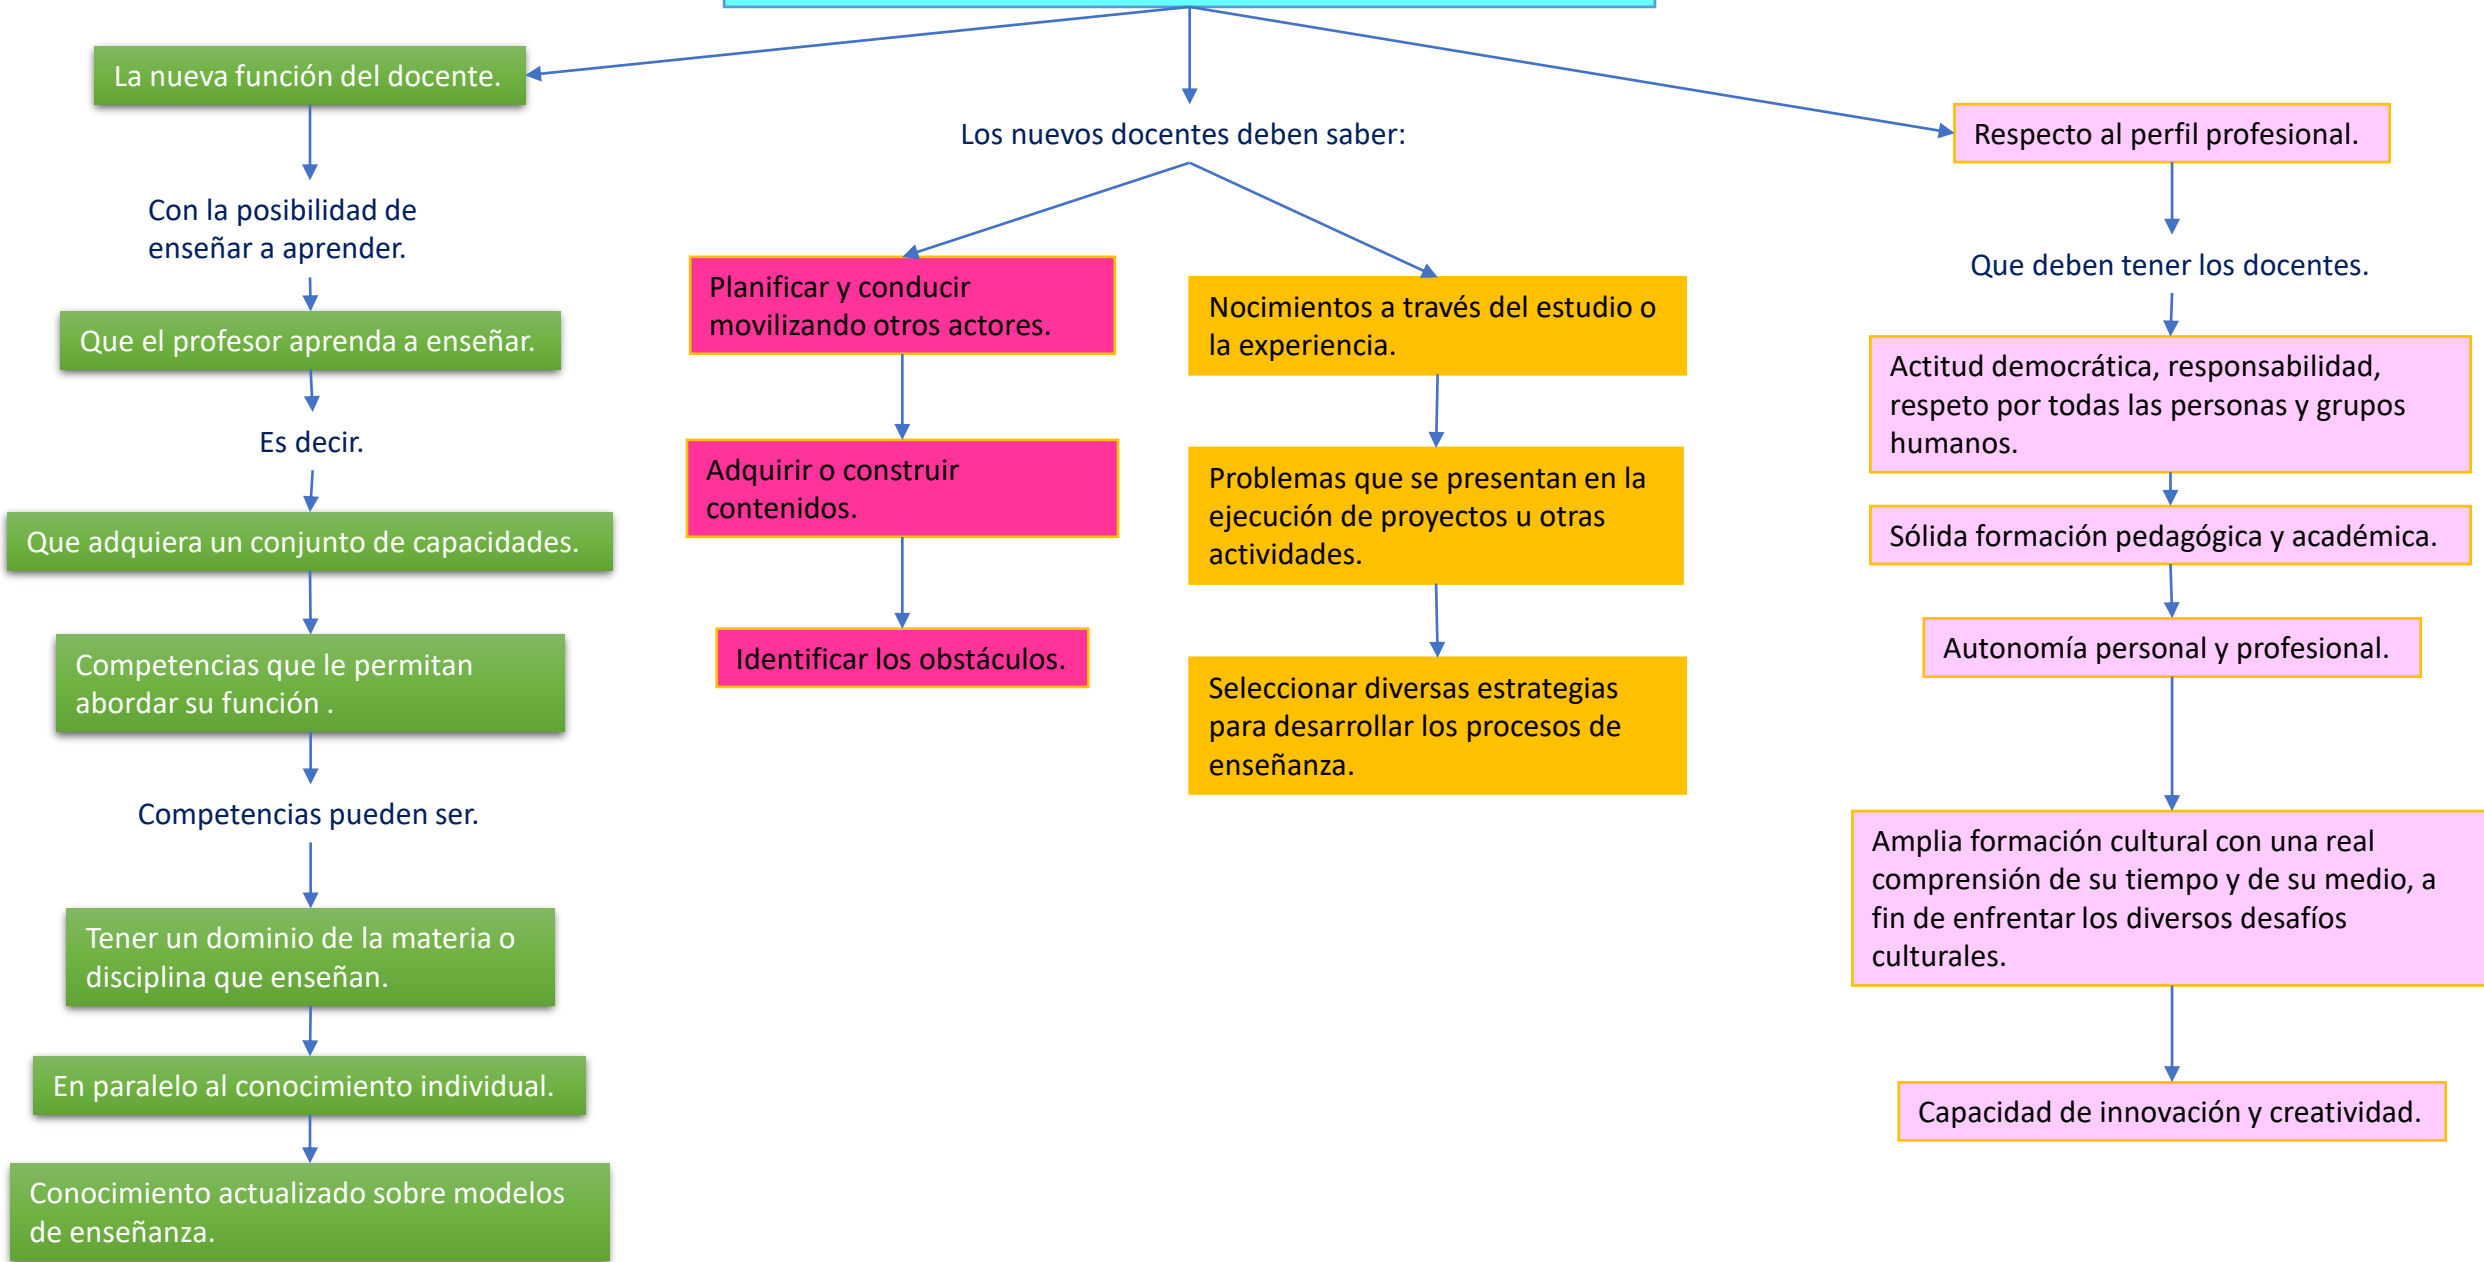 La nueva función del docente.
Con la posibilidad de
enseñar a aprender.
Que el profesor aprenda a enseñar.
Es decir.
Que adquiera un conjunto de capacidades.
Competencias que le permitan
abordar su función .
Competencias pueden ser.
Tener un dominio de la materia o
disciplina que enseñan.
En paralelo al conocimiento individual.
Conocimiento actualizado sobre modelos
de enseñanza.
Los nuevos docentes deben saber:
Planificar y conducir
movilizando otros actores.
Adquirir o construir
contenidos.
Identificar los obstáculos.
Nocimientos a través del estudio o
la experiencia.
Problemas que se presentan en la
ejecución de proyectos u otras
actividades.
Seleccionar diversas estrategias
para desarrollar los procesos de
enseñanza.
Respecto al perfil profesional.
Que deben tener los docentes.
Actitud democrática, responsabilidad,
respeto por todas las personas y grupos
humanos.
Sólida formación pedagógica y académica.
Autonomía personal y profesional.
Amplia formación cultural con una real
comprensión de su tiempo y de su medio, a
fin de enfrentar los diversos desafíos
culturales.
Capacidad de innovación y creatividad.